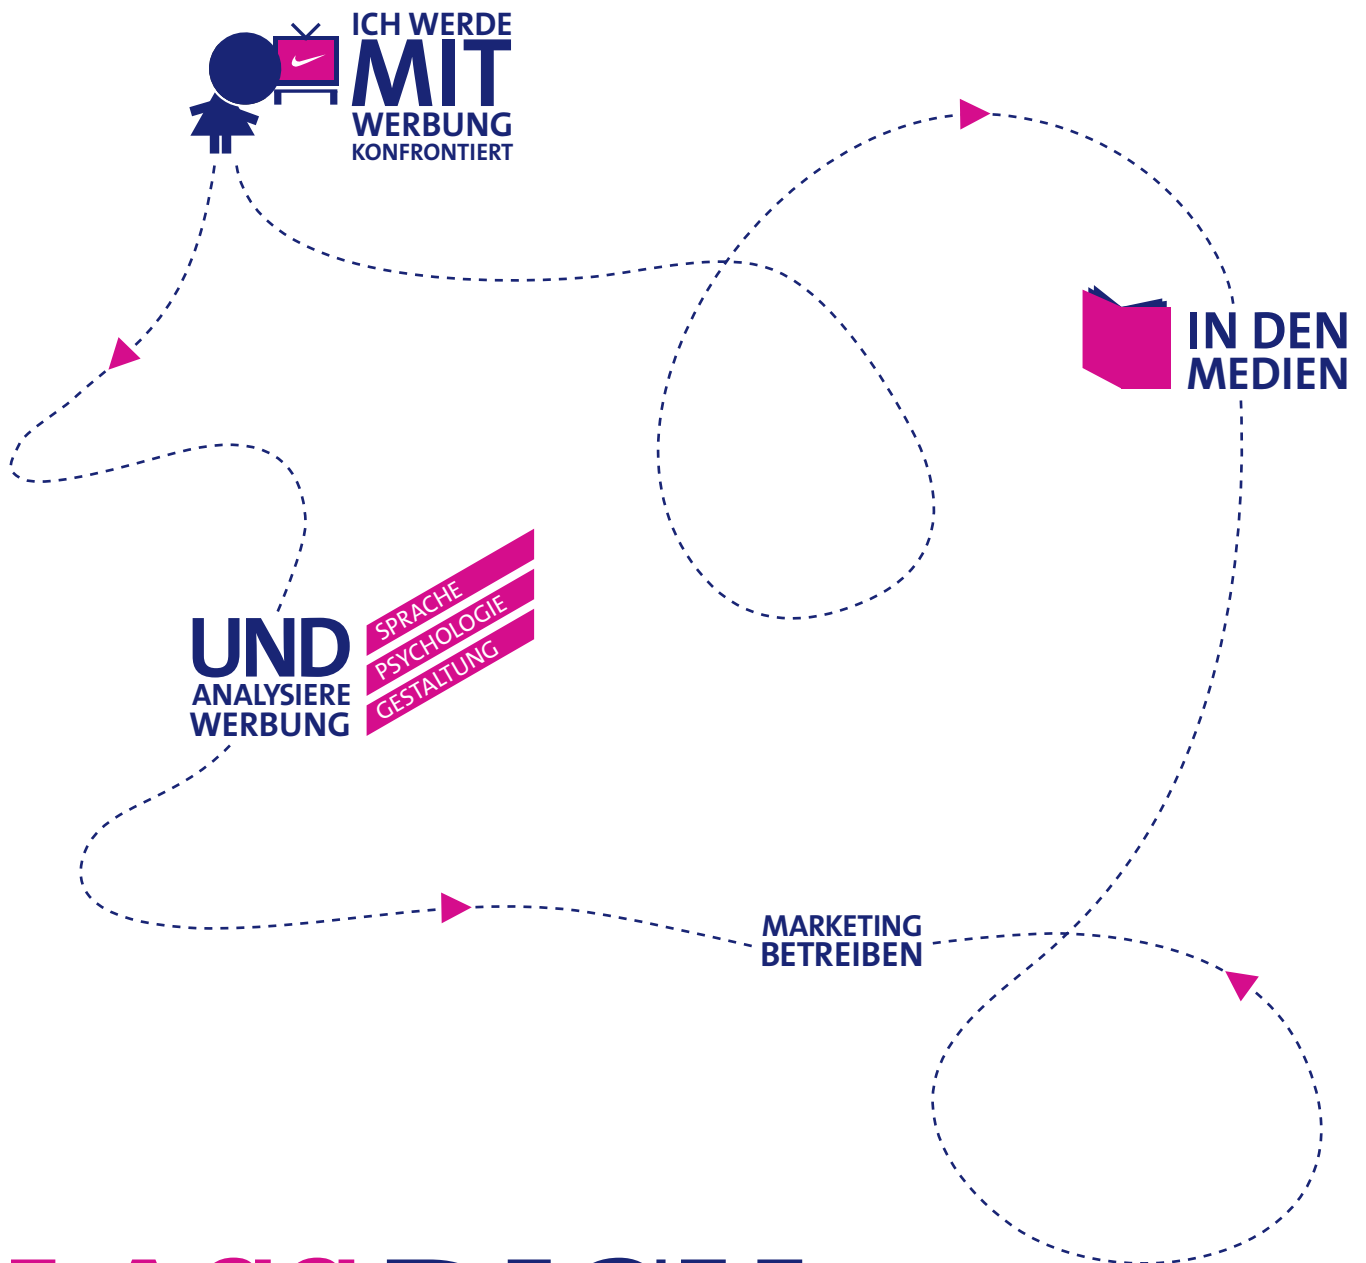 ICH WERDE
MIT
WERBUNG
KONFRONTIERT
IN DEN
MEDIEN
UND
ANALYSIERE
WERBUNG
SPRACHE
PSYCHOLOGIE
GESTALTUNG
MARKETING
BETREIBEN